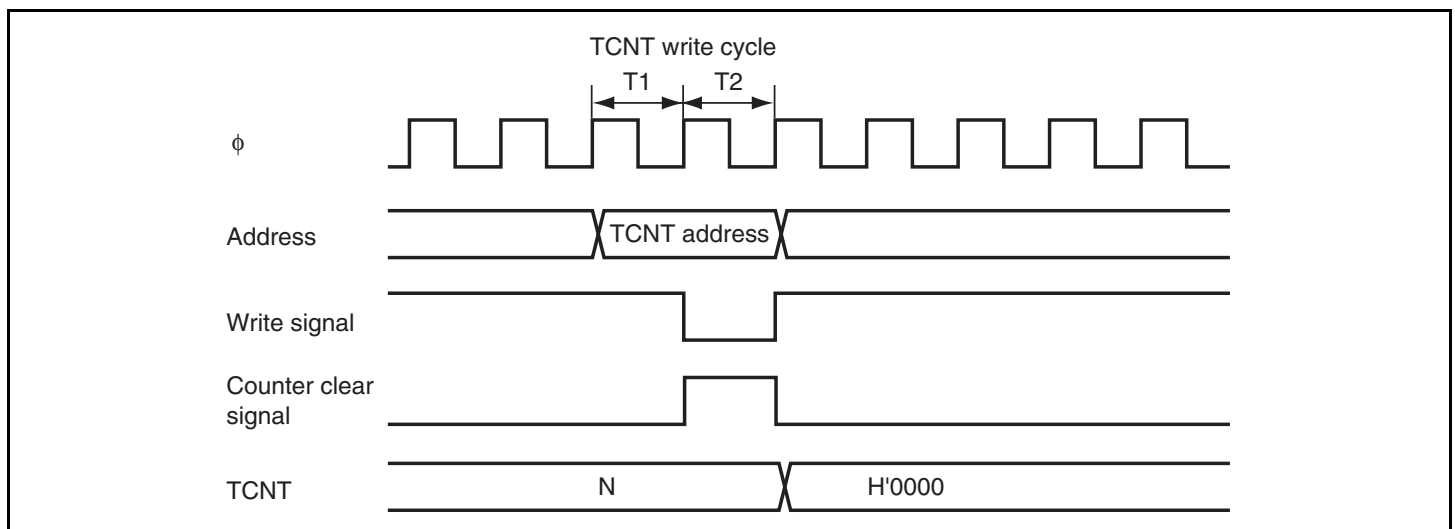 TCNT write cycle
T1 T2
ϕ
Address
TCNT address
Write signal
Counter clear
signal
TCNT
N
H'0000